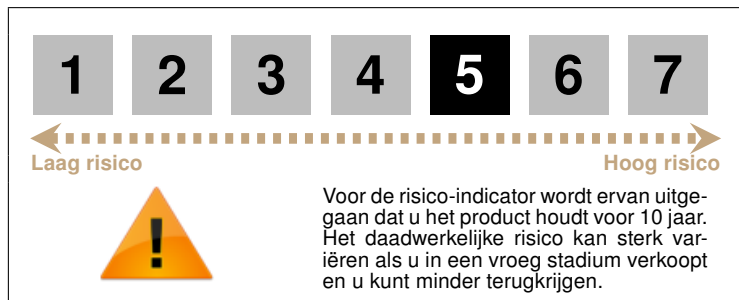 1 2 3 4 5 6 7
Laag risico Hoog risico
!
Voor de risico-indicator wordt ervan uitge-
gaan dat u het product houdt voor 10 jaar.
Het daadwerkelijke risico kan sterk var-
iëren als u in een vroeg stadium verkoopt
en u kunt minder terugkrijgen.